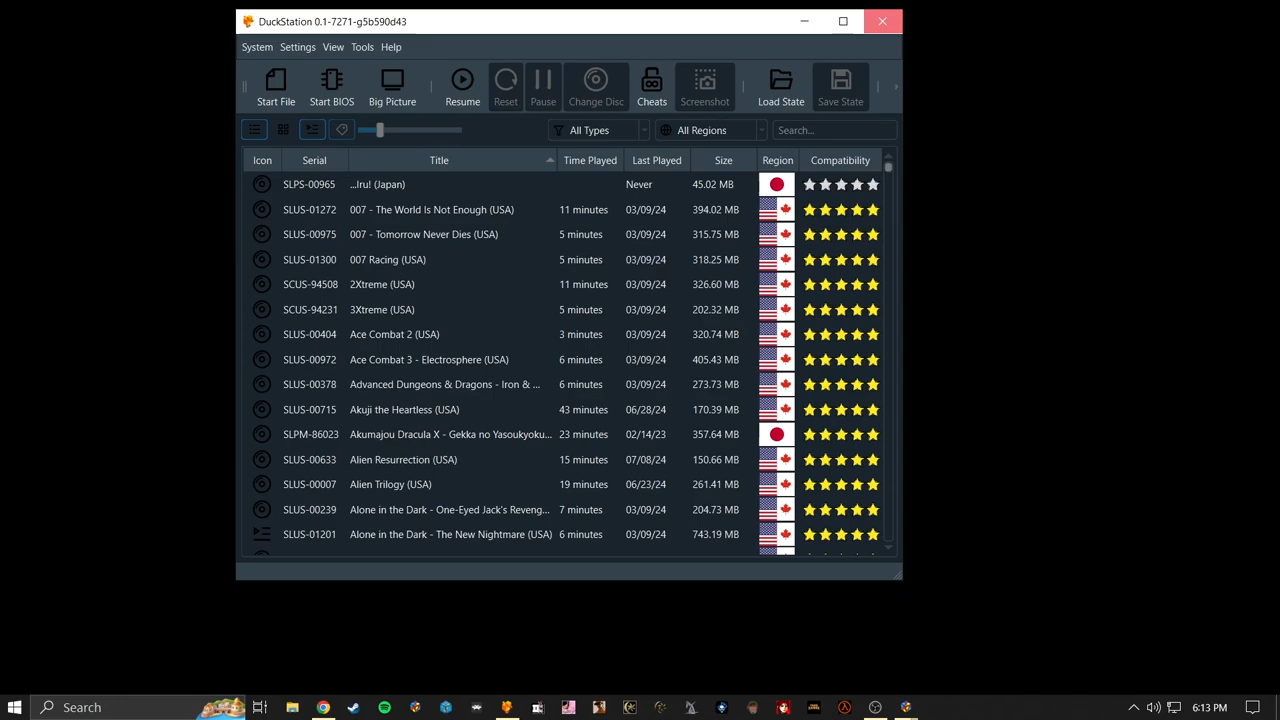 DuckStation 0.1-7271-g5b590d43
System Settings View Tools Help
Start File Start BIOS Big Picture Resume Reset Pause Change Disc Cheats Screenshot Load State Save State
All Types All Regions Search...
Icon Serial Title Time Played Last Played Size Region Compatibility
SLPS-00965 ...Iru! (Japan) Never 45.02 MB
SLUS-01272 007 - The World Is Not Enough (USA) 11 minutes 03/09/24 394.02 MB
SLUS-00975 007 - Tomorrow Never Dies (USA) 5 minutes 03/09/24 315.75 MB
SLUS-01300 007 Racing (USA) 5 minutes 03/09/24 318.25 MB
SCUS-94508 2Xtreme (USA) 11 minutes 03/09/24 326.60 MB
SCUS-94231 3Xtreme (USA) 5 minutes 03/09/24 202.32 MB
SLUS-00404 Ace Combat 2 (USA) 3 minutes 03/09/24 320.74 MB
SLUS-00972 Ace Combat 3 - Electrosphere (USA) 6 minutes 03/09/24 405.43 MB
SLUS-00378 Advanced Dungeons & Dragons - Iron & ... 6 minutes 03/09/24 273.73 MB
SLUS-00715 Akuji the Heartless (USA) 43 minutes 06/28/24 170.39 MB
SLPM-86023 Akumajou Dracula X - Gekka no Yasoukyoku... 23 minutes 02/14/23 357.64 MB
SLUS-00633 Alien Resurrection (USA) 15 minutes 07/08/24 150.66 MB
SLUS-00007 Alien Trilogy (USA) 19 minutes 06/23/24 261.41 MB
SLUS-00239 Alone in the Dark - One-Eyed Jack's Reveng... 7 minutes 03/09/24 204.73 MB
SLUS-01201 Alone in the Dark - The New Nightmare (USA) 6 minutes 03/09/24 743.19 MB
Search 6:13 PM